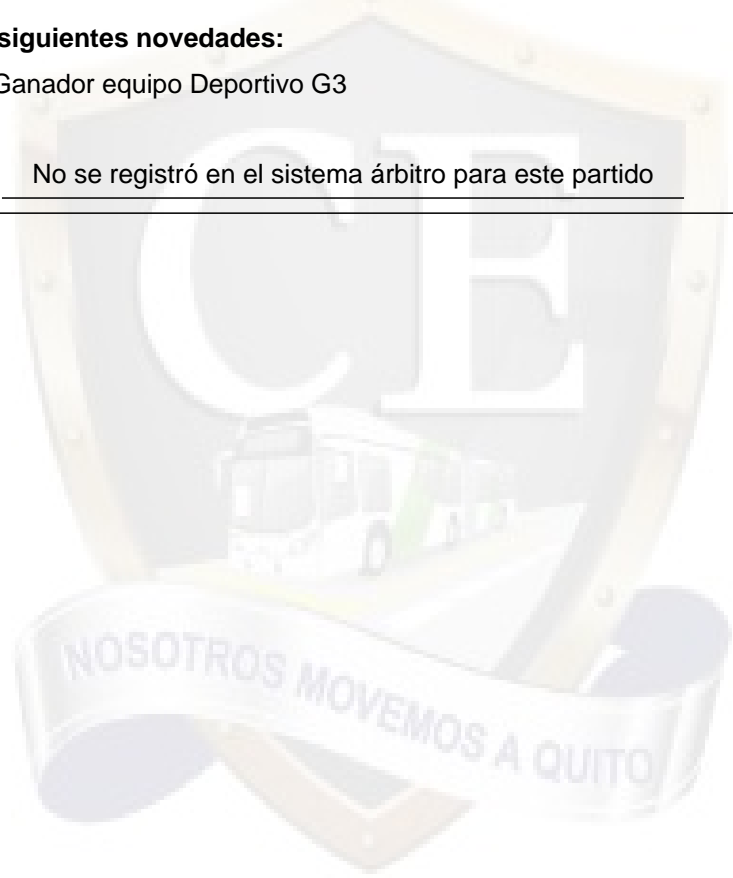 siguientes novedades:
Ganador equipo Deportivo G3
No se registró en el sistema árbitro para este partido
CE
NOSOTROS MOVEMOS A QUITO